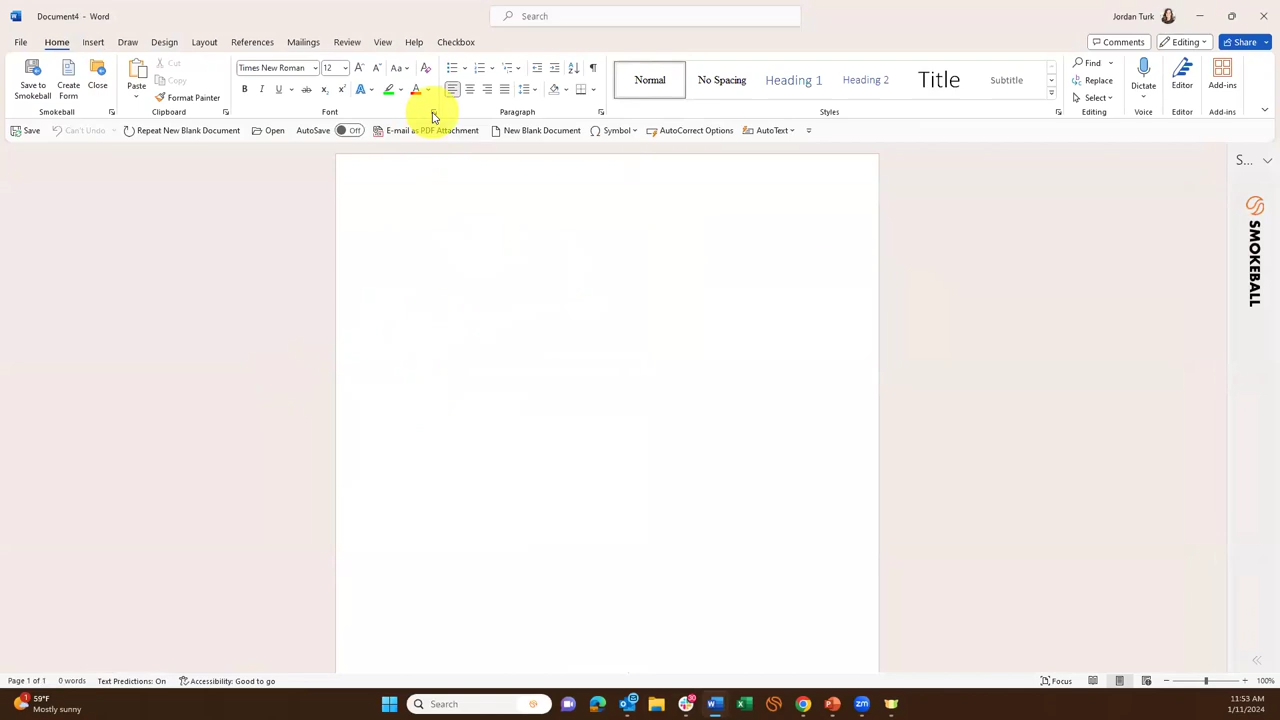 Document4 - Word
Search
Jordan Turk
File Home Insert Draw Design Layout References Mailings Review View Help Checkbox
Comments Editing Share
Save to Smokeball
Create Form
Close
Smokeball
Paste
Cut
Copy
Format Painter
Clipboard
Times New Roman 12
Font
Paragraph
Normal
No Spacing
Heading 1
Heading 2
Title
Subtitle
Styles
Find
Replace
Select
Editing
Dictate
Voice
Editor
Editor
Add-ins
Add-ins
Save Can't Undo Repeat New Blank Document Open AutoSave Off E-mail as PDF Attachment New Blank Document Symbol AutoCorrect Options AutoText
S...
SMOKEBALL
Page 1 of 1 0 words Text Predictions: On Accessibility: Good to go
Focus
100%
1
59°F
Mostly sunny
Search
30
11:53 AM
1/11/2024